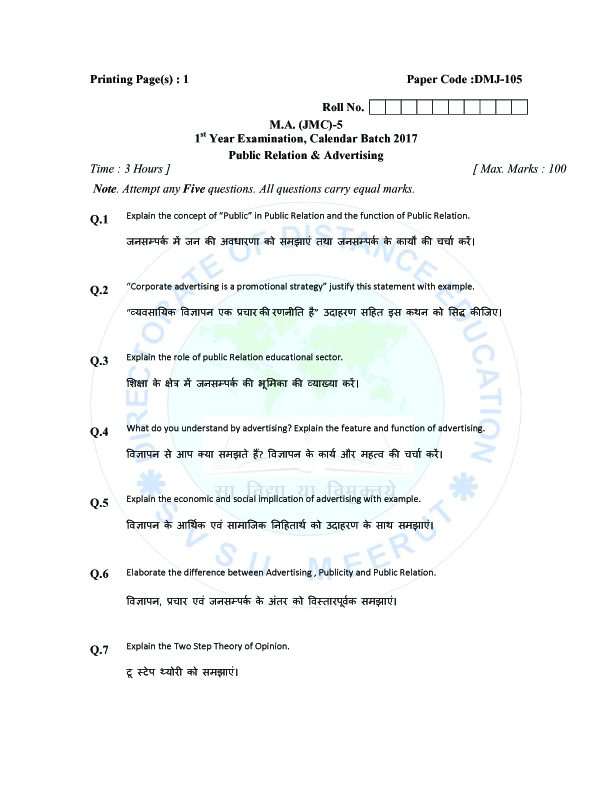 Printing Page(s) : 1 Paper Code :DMJ-105
Roll No.
M.A. (JMC)-5
1st Year Examination, Calendar Batch 2017
Public Relation & Advertising
Time : 3 Hours ] [ Max. Marks : 100
Note. Attempt any Five questions. All questions carry equal marks.
Q.1 Explain the concept of “Public” in Public Relation and the function of Public Relation.
जनसम्पर्क में जन की अवधारणा को समझाएं तथा जनसम्पर्क के कार्यों की चर्चा करें।
Q.2 “Corporate advertising is a promotional strategy” justify this statement with example.
“व्यवसायिक विज्ञापन एक प्रचार की रणनीति है” उदाहरण सहित इस कथन को सिद्ध कीजिए।
Q.3 Explain the role of public Relation educational sector.
शिक्षा के क्षेत्र में जनसम्पर्क की भूमिका की व्याख्या करें।
Q.4 What do you understand by advertising? Explain the feature and function of advertising.
विज्ञापन से आप क्या समझते हैं? विज्ञापन के कार्य और महत्व की चर्चा करें।
Q.5 Explain the economic and social implication of advertising with example.
विज्ञापन के आर्थिक एवं सामाजिक निहितार्थ को उदाहरण के साथ समझाएं।
Q.6 Elaborate the difference between Advertising , Publicity and Public Relation.
विज्ञापन, प्रचार एवं जनसम्पर्क के अंतर को विस्तारपूर्वक समझाएं।
Q.7 Explain the Two Step Theory of Opinion.
टू स्टेप थ्योरी को समझाएं।
DIRECTORATE OF DISTANCE EDUCATION
सा विद्या या विमुक्तये
SVSU MEERUT